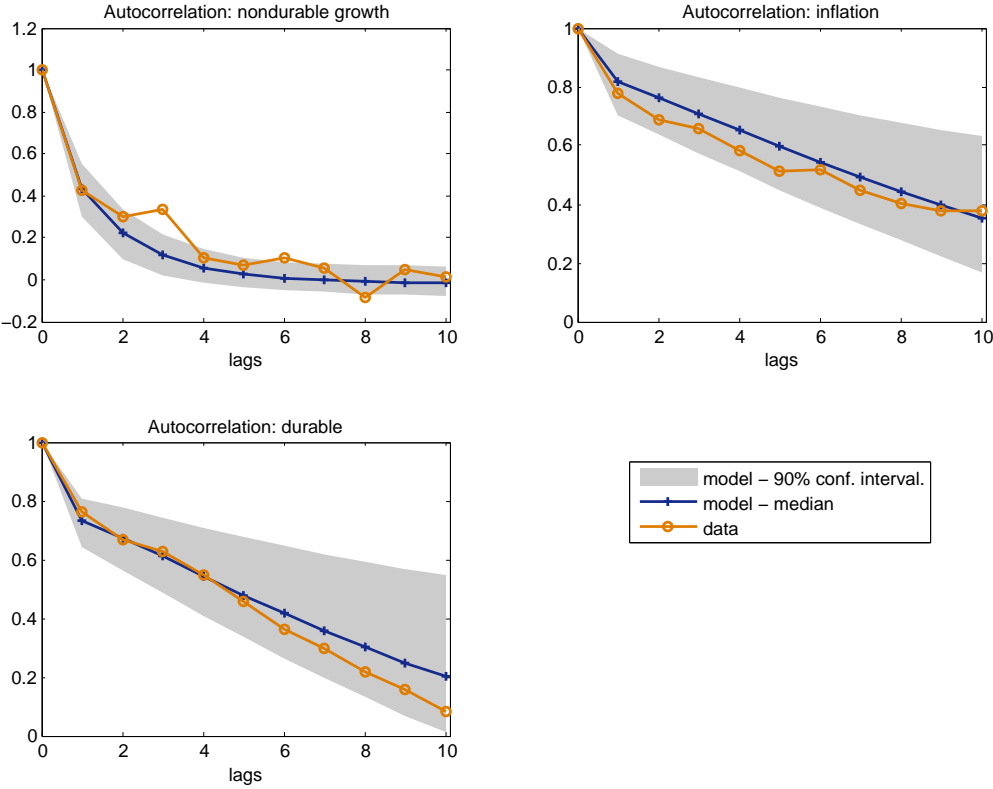 Autocorrelation: nondurable growth
1.2
1
0.8
0.6
0.4
0.2
0
−0.2
0 2 4 6 8 10
lags
Autocorrelation: inflation
1
0.8
0.6
0.4
0.2
0
0 2 4 6 8 10
lags
Autocorrelation: durable
1
0.8
0.6
0.4
0.2
0
0 2 4 6 8 10
lags
model − 90% conf. interval.
model − median
data